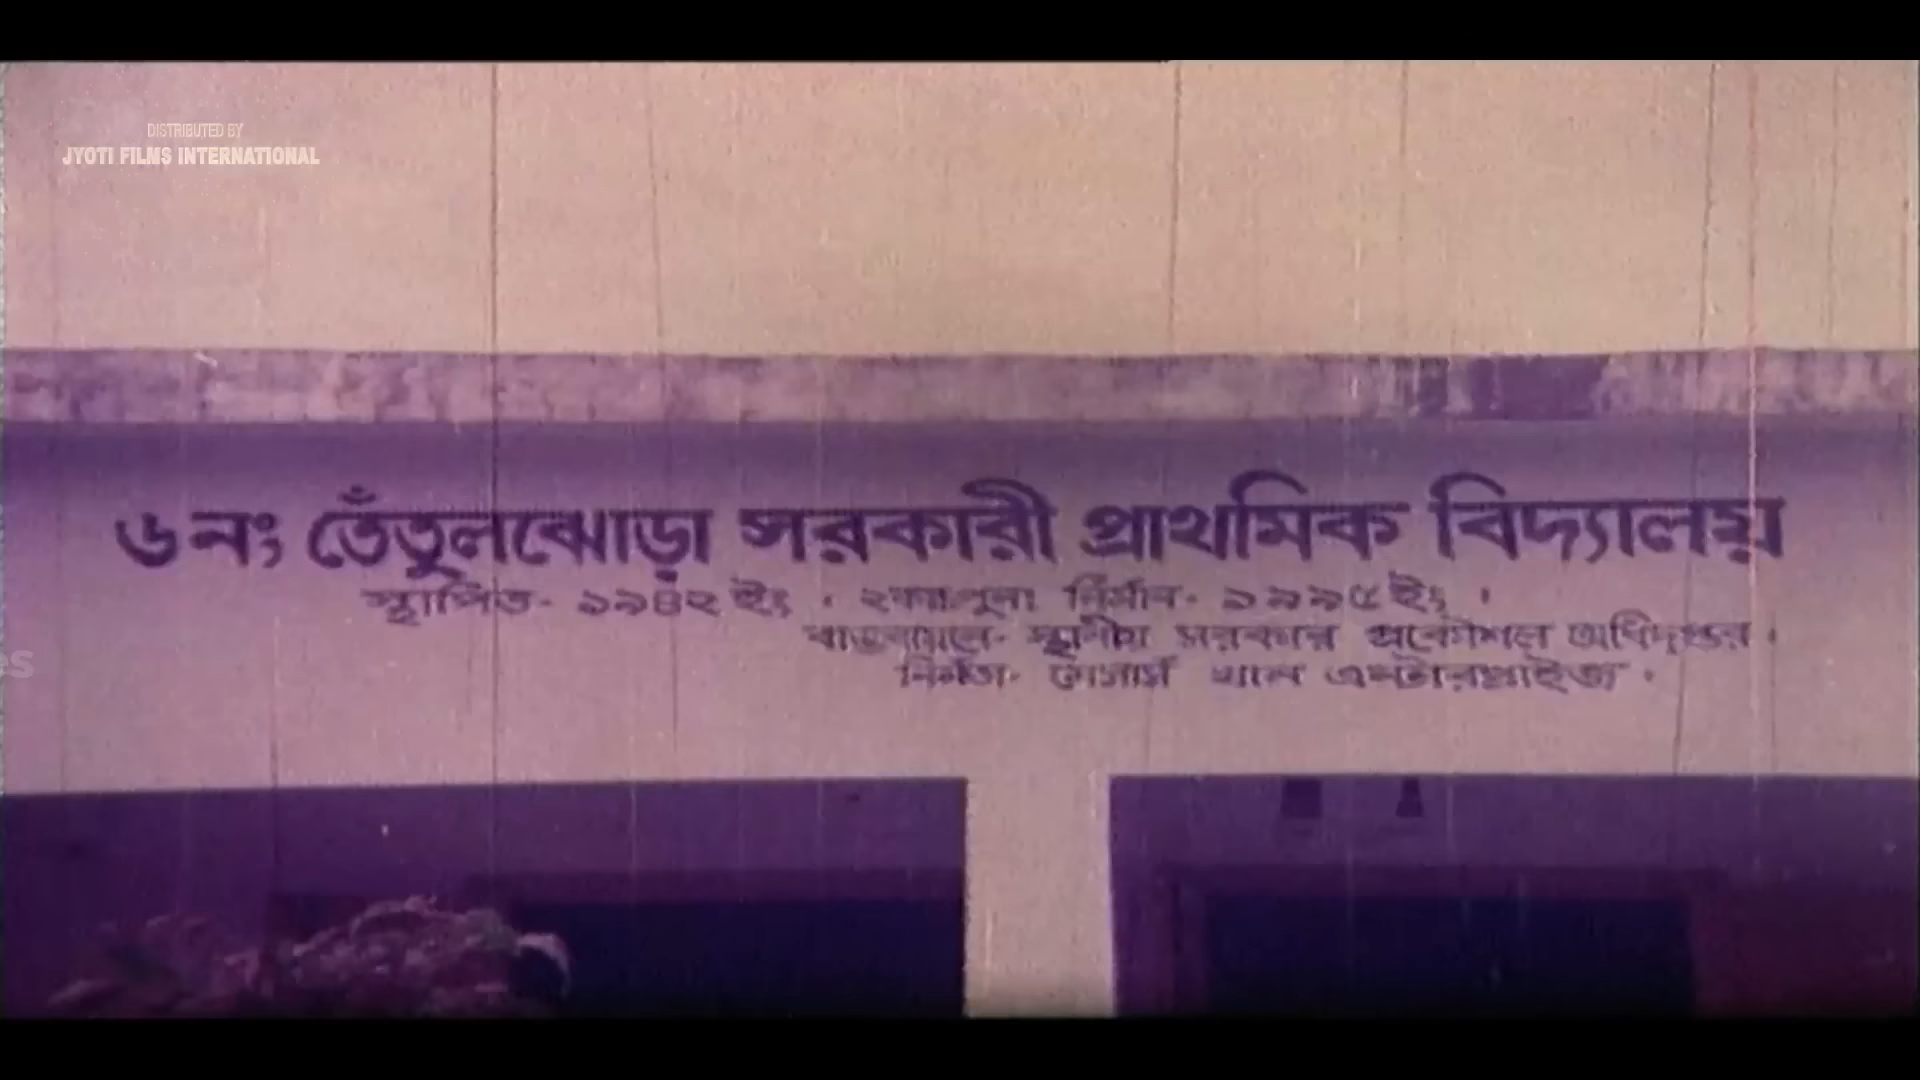 DISTRIBUTED BY
JYOTI FILMS INTERNATIONAL
৬নং তেঁতুলঝোড়া সরকারী প্রাথমিক বিদ্যালয়
স্থাপিত- ১৯৪২ ইং । নির্মান- ১৯৯৫ ইং ।
বাস্তবায়নে- স্থানীয় সরকার প্রকৌশল অধিদপ্তর ।
নির্মাতা- মেসার্স খান এন্টারপ্রাইজ ।